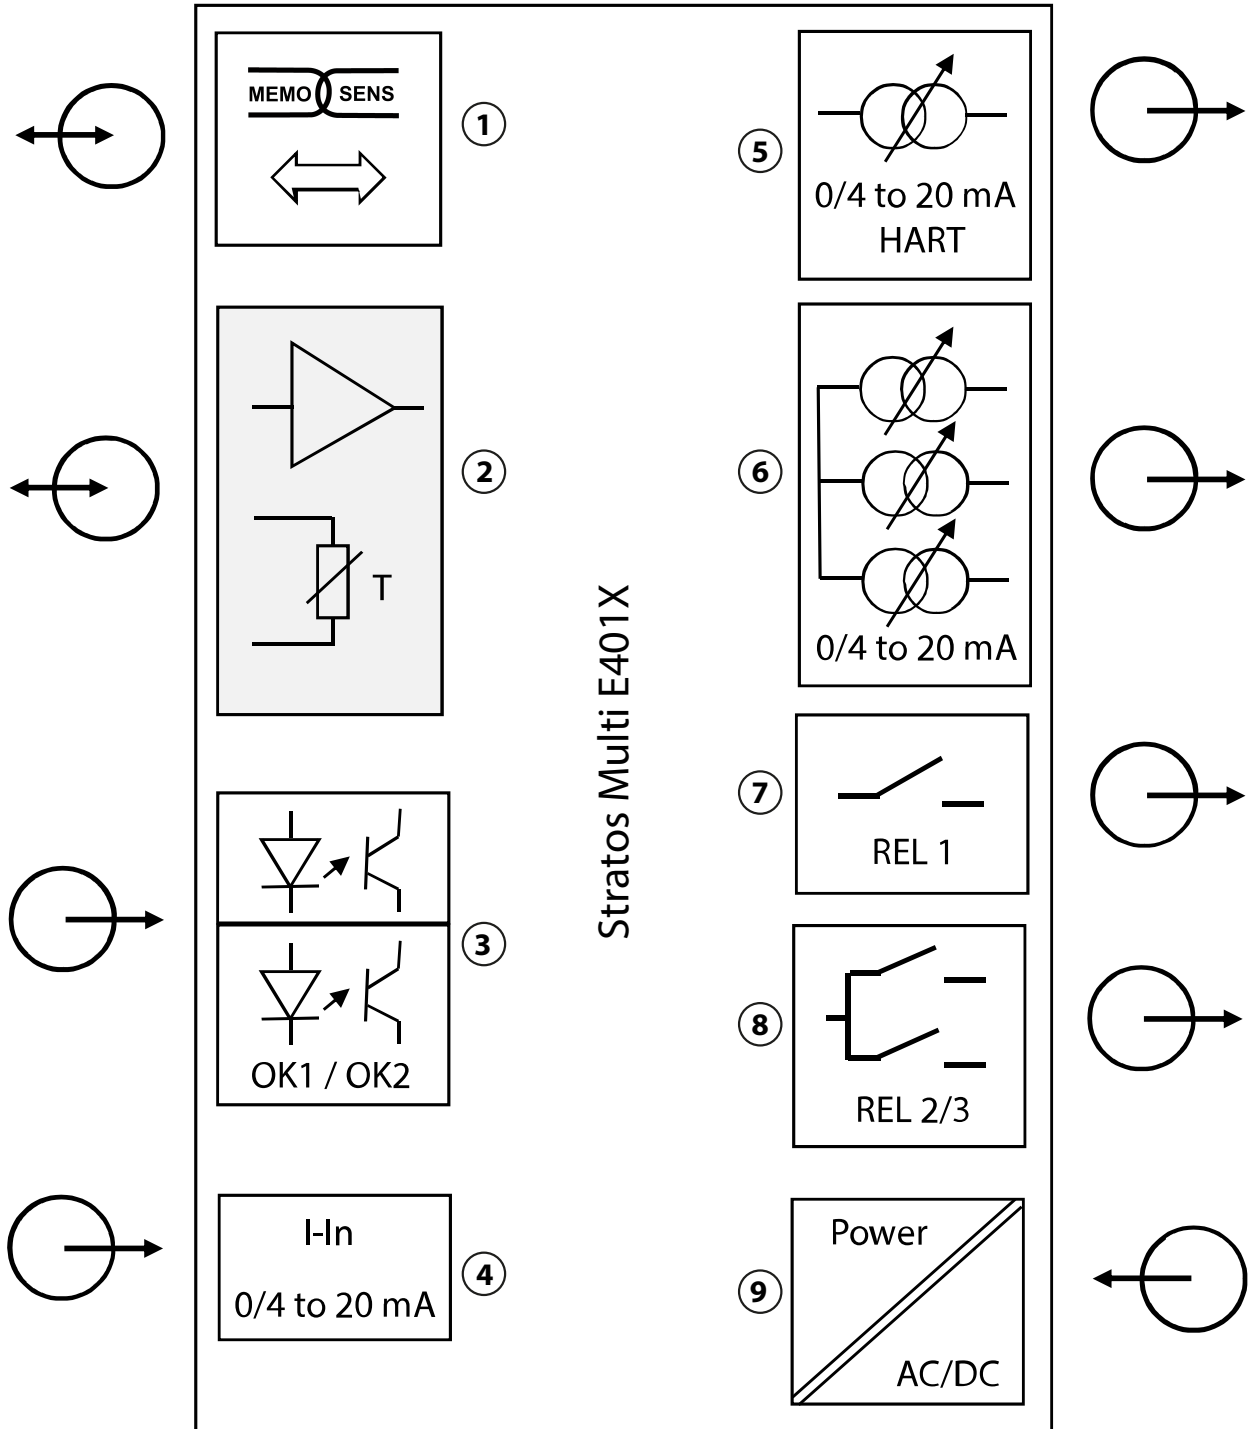 MEMO SENS
1
2
T
3
OK1 / OK2
I-In
0/4 to 20 mA
4
Stratos Multi E401X
5
0/4 to 20 mA
HART
6
0/4 to 20 mA
7
REL 1
8
REL 2/3
9
Power
AC/DC